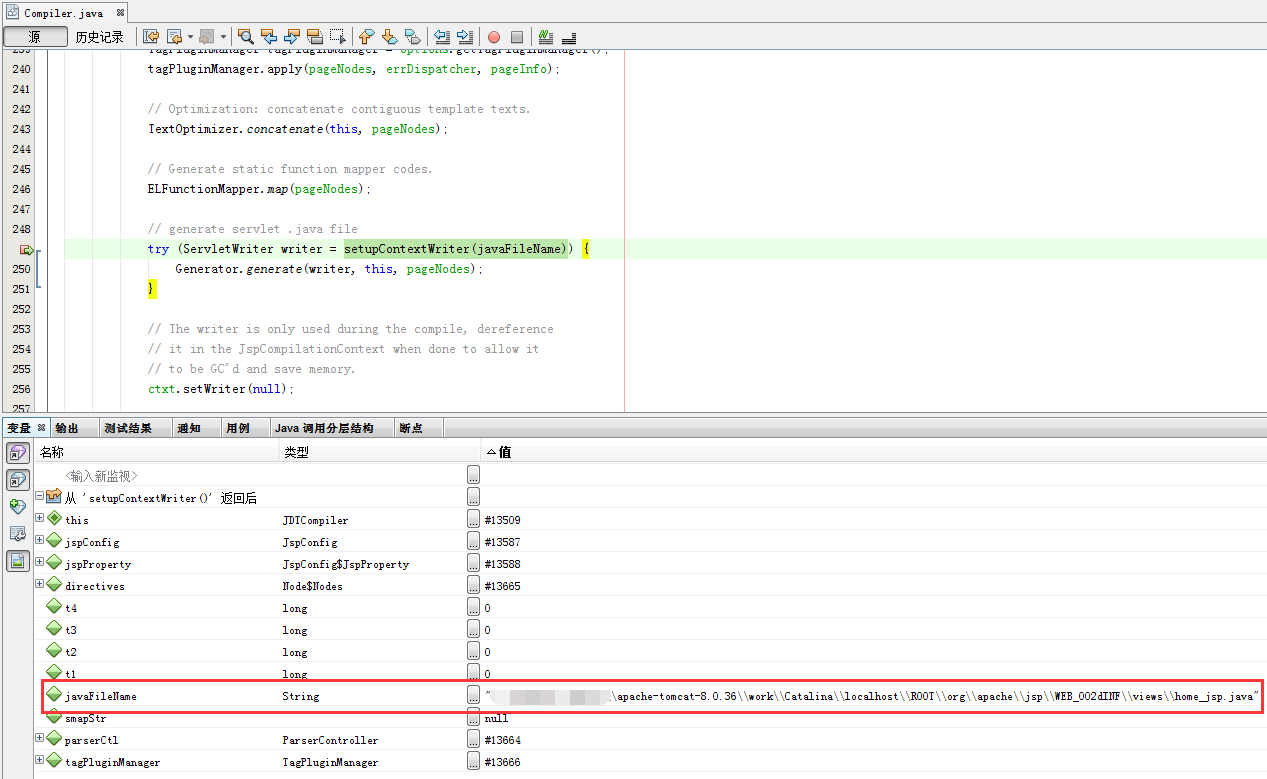 Compiler.java
源 历史记录
240 tagPluginManager.apply(pageNodes, errDispatcher, pageInfo);
241
242 // Optimization: concatenate contiguous template texts.
243 TextOptimizer.concatenate(this, pageNodes);
244
245 // Generate static function mapper codes.
246 ELFunctionMapper.map(pageNodes);
247
248 // generate servlet .java file
try (ServletWriter writer = setupContextWriter(javaFileName)) {
250 Generator.generate(writer, this, pageNodes);
251 }
252
253 // The writer is only used during the compile, dereference
254 // it in the JspCompilationContext when done to allow it
255 // to be GC'd and save memory.
256 ctxt.setWriter(null);
257
变量 输出 测试结果 通知 用例 Java 调用分层结构 断点
名称 类型 值
<输入新监视> ...
从 'setupContextWriter()' 返回后 ...
this JDTCompiler ... #13509
jspConfig JspConfig ... #13587
jspProperty JspConfig$JspProperty ... #13588
directives Node$Nodes ... #13665
t4 long ... 0
t3 long ... 0
t2 long ... 0
t1 long ... 0
javaFileName String ... "\\apache-tomcat-8.0.36\\work\\Catalina\\localhost\\ROOT\\org\\apache\\jsp\\WEB_002dINF\\views\\home_jsp.java"
smapStr ... null
parserCtl ParserController ... #13664
tagPluginManager TagPluginManager ... #13666